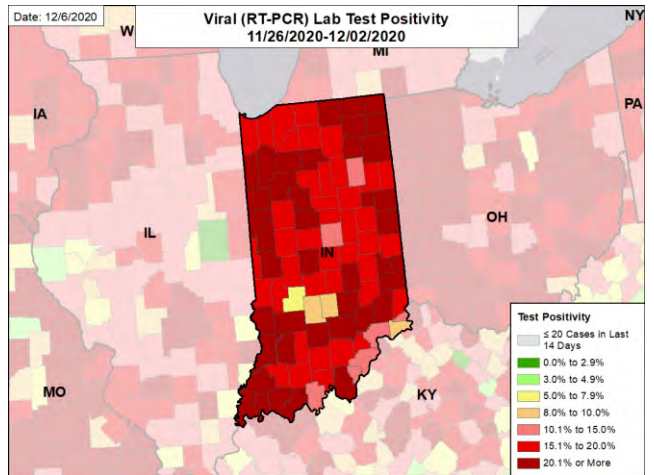 Date: 12/6/2020
Viral (RT-PCR) Lab Test Positivity
11/26/2020-12/02/2020
NY
W
MI
IA
PA
IL
OH
IN
MO
KY
Test Positivity
≤ 20 Cases in Last
14 Days
0.0% to 2.9%
3.0% to 4.9%
5.0% to 7.9%
8.0% to 10.0%
10.1% to 15.0%
15.1% to 20.0%
20.1% or More